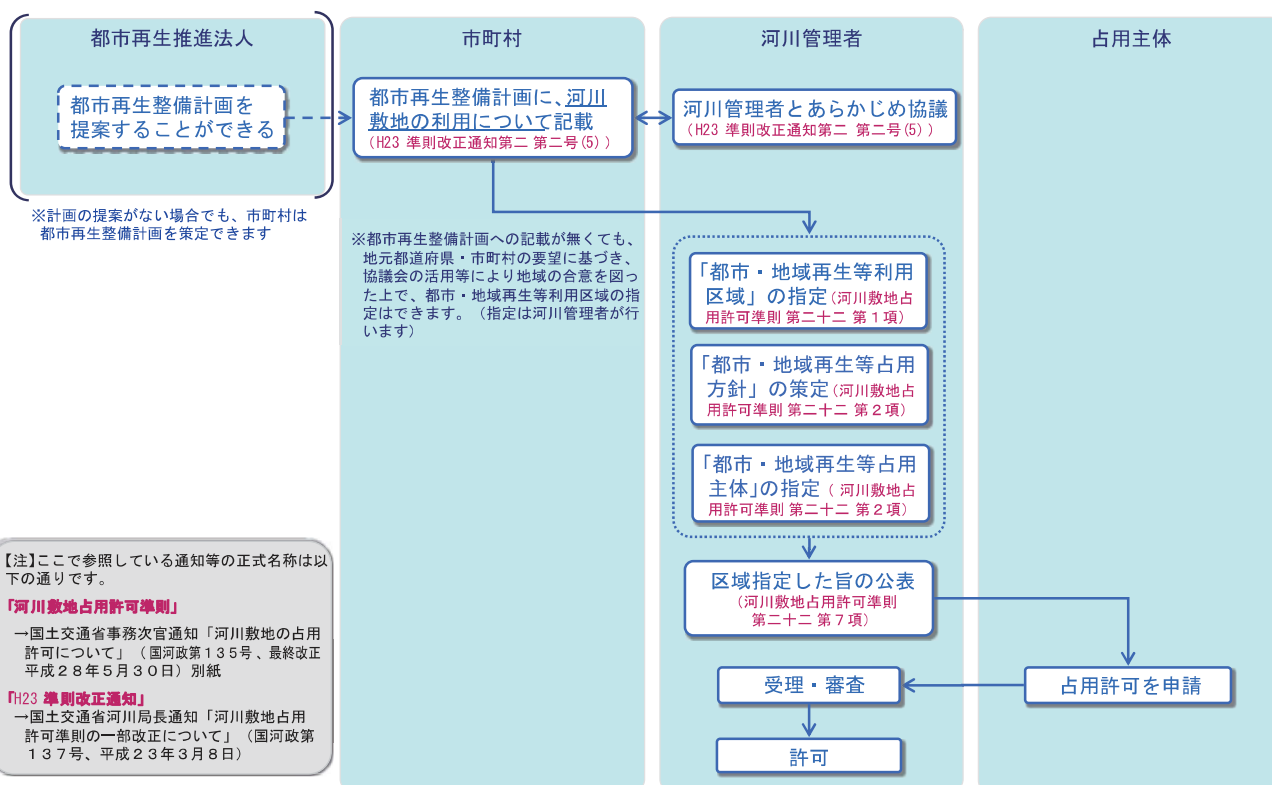 都市再生推進法人
都市再生整備計画を
提案することができる
※計画の提案がない場合でも、市町村は
都市再生整備計画を策定できます
市町村
都市再生整備計画に、河川
敷地の利用について記載
(H23 準則改正通知第二 第二号(5) )
※都市再生整備計画への記載が無くても、
地元都道府県・市町村の要望に基づき、
協議会の活用等により地域の合意を図っ
た上で、都市・地域再生等利用区域の指
定はできます。（指定は河川管理者が行
います）
河川管理者
河川管理者とあらかじめ協議
(H23 準則改正通知第二 第二号(5) )
「都市・地域再生等利用
区域」の指定(河川敷地占
用許可準則 第二十二 第１項)
「都市・地域再生等占用
方針」の策定(河川敷地占
用許可準則 第二十二 第２項)
「都市・地域再生等占用
主体」の指定 ( 河川敷地占
用許可準則 第二十二 第２項)
区域指定した旨の公表
(河川敷地占用許可準則
第二十二 第７項)
受理・審査
許可
占用主体
占用許可を申請
【注】ここで参照している通知等の正式名称は以
下の通りです。
「河川敷地占用許可準則」
→国土交通省事務次官通知「河川敷地の占用
許可について」（国河政第１３５号、最終改正
平成２８年５月３０日）別紙
「H23 準則改正通知」
→国土交通省河川局長通知「河川敷地占用
許可準則の一部改正について」（国河政第
１３７号、平成２３年３月８日）